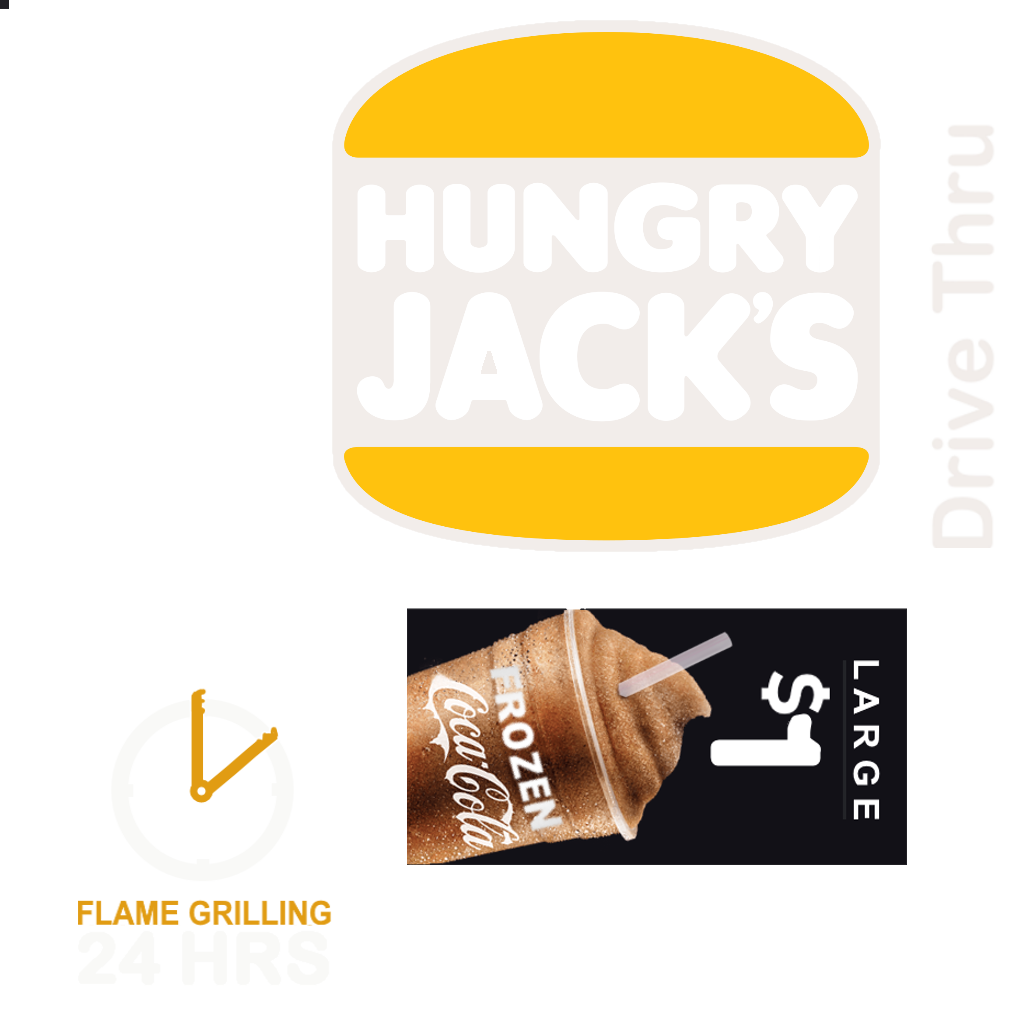 HUNGRY
JACK'S
Drive Thru
FROZEN
Coca-Cola
$1
LARGE
FLAME GRILLING
24 HRS